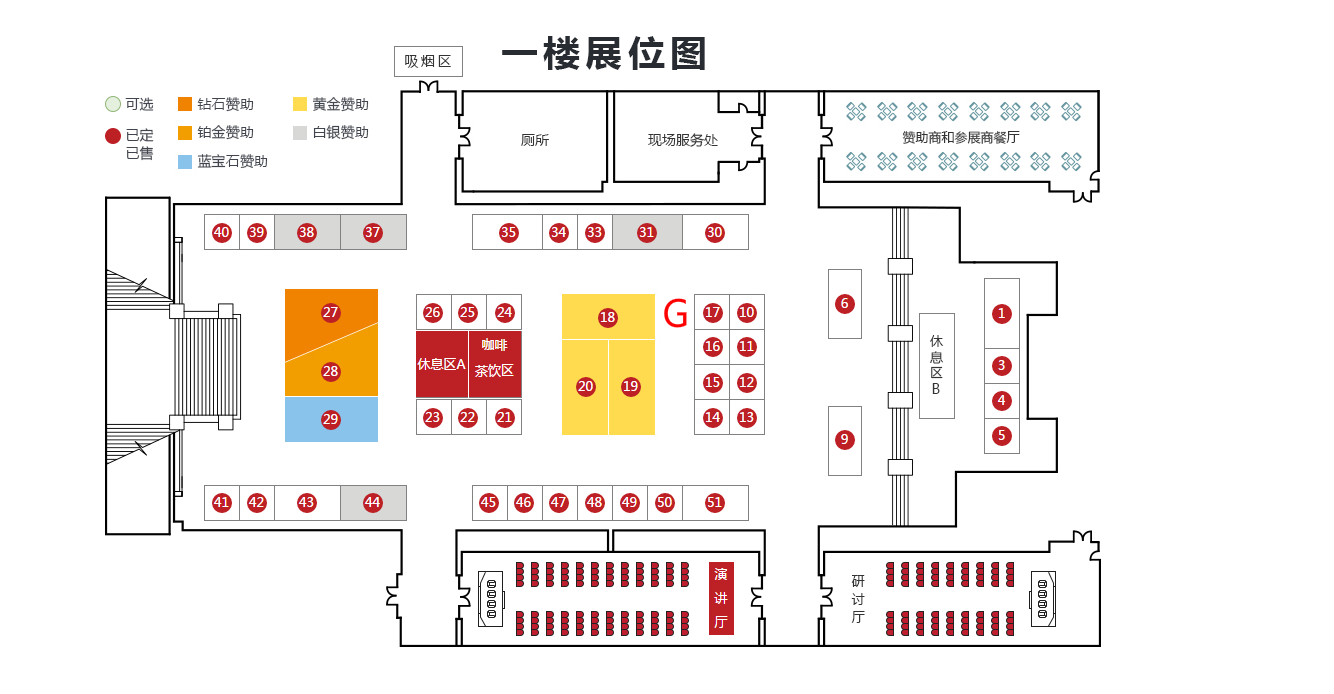 一楼展位图
吸烟区
可选
钻石赞助
黄金赞助
已定
已售
铂金赞助
白银赞助
蓝宝石赞助
厕所
现场服务处
赞助商和参展商餐厅
40 39 38 37
35 34 33 31 30
27
28
29
26 25 24
休息区A
咖啡
茶饮区
23 22 21
18
20 19
G
17 10
16 11
15 12
14 13
6
9
休
息
区
B
1
3
4
5
41 42 43 44
45 46 47 48 49 50 51
演
讲
厅
研
讨
厅